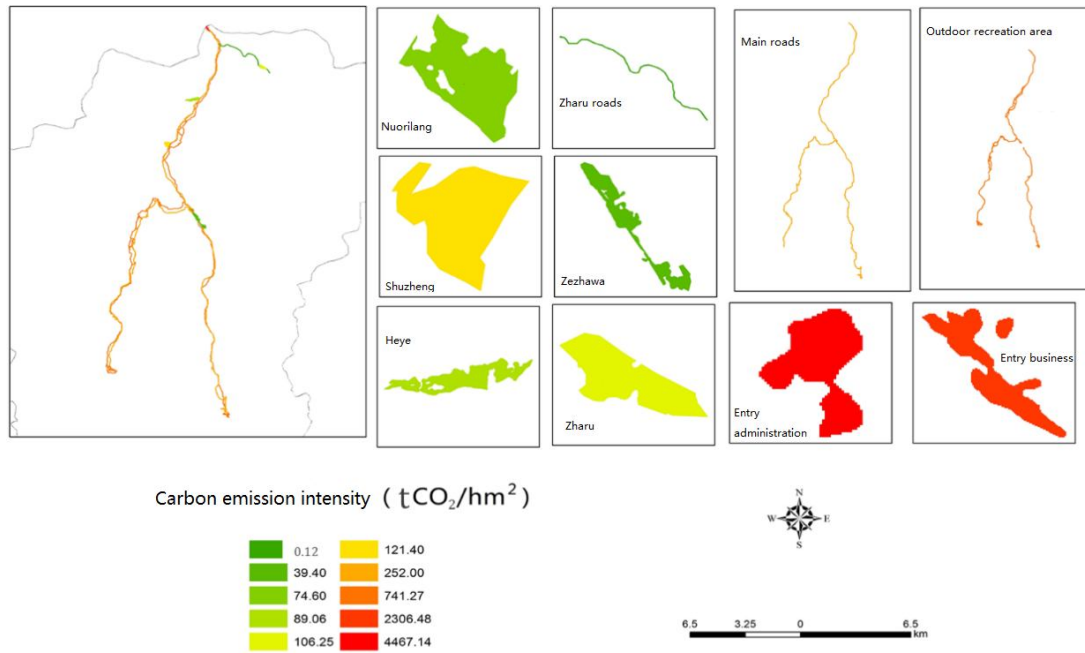 Nuorilang
Zharu roads
Main roads
Outdoor recreation area
Shuzheng
Zezhawa
Heye
Zharu
Entry
administration
Entry business
Carbon emission intensity (tCO₂/hm²)
0.12
39.40
74.60
89.06
106.25
121.40
252.00
741.27
2306.48
4467.14
N
W E
S
6.5 3.25 0 6.5
km